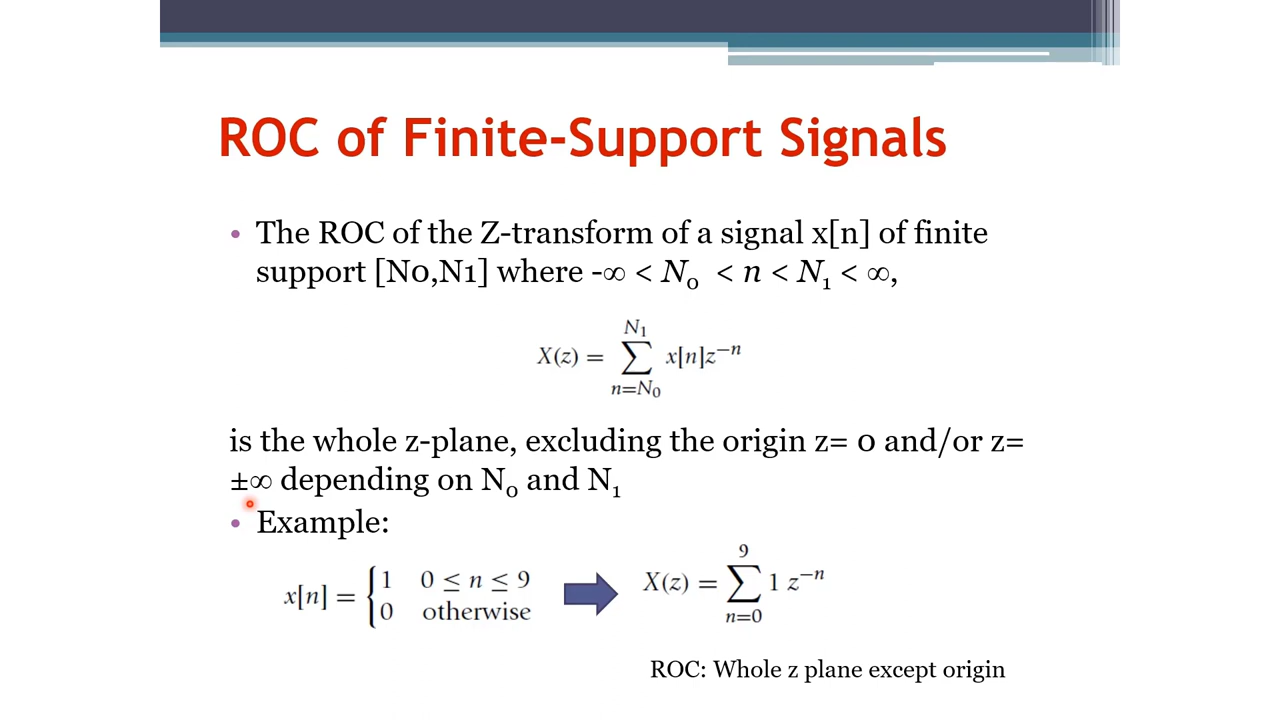 ROC of Finite-Support Signals
• The ROC of the Z-transform of a signal x[n] of finite
support [N0,N1] where -∞ < N₀ < n < N₁ < ∞,
X(z) = ∑_{n=N₀}^{N₁} x[n]z⁻ⁿ
is the whole z-plane, excluding the origin z= 0 and/or z=
±∞ depending on N₀ and N₁
• Example:
x[n] = { 1 0 ≤ n ≤ 9
0 otherwise
X(z) = ∑_{n=0}^{9} 1 z⁻ⁿ
ROC: Whole z plane except origin